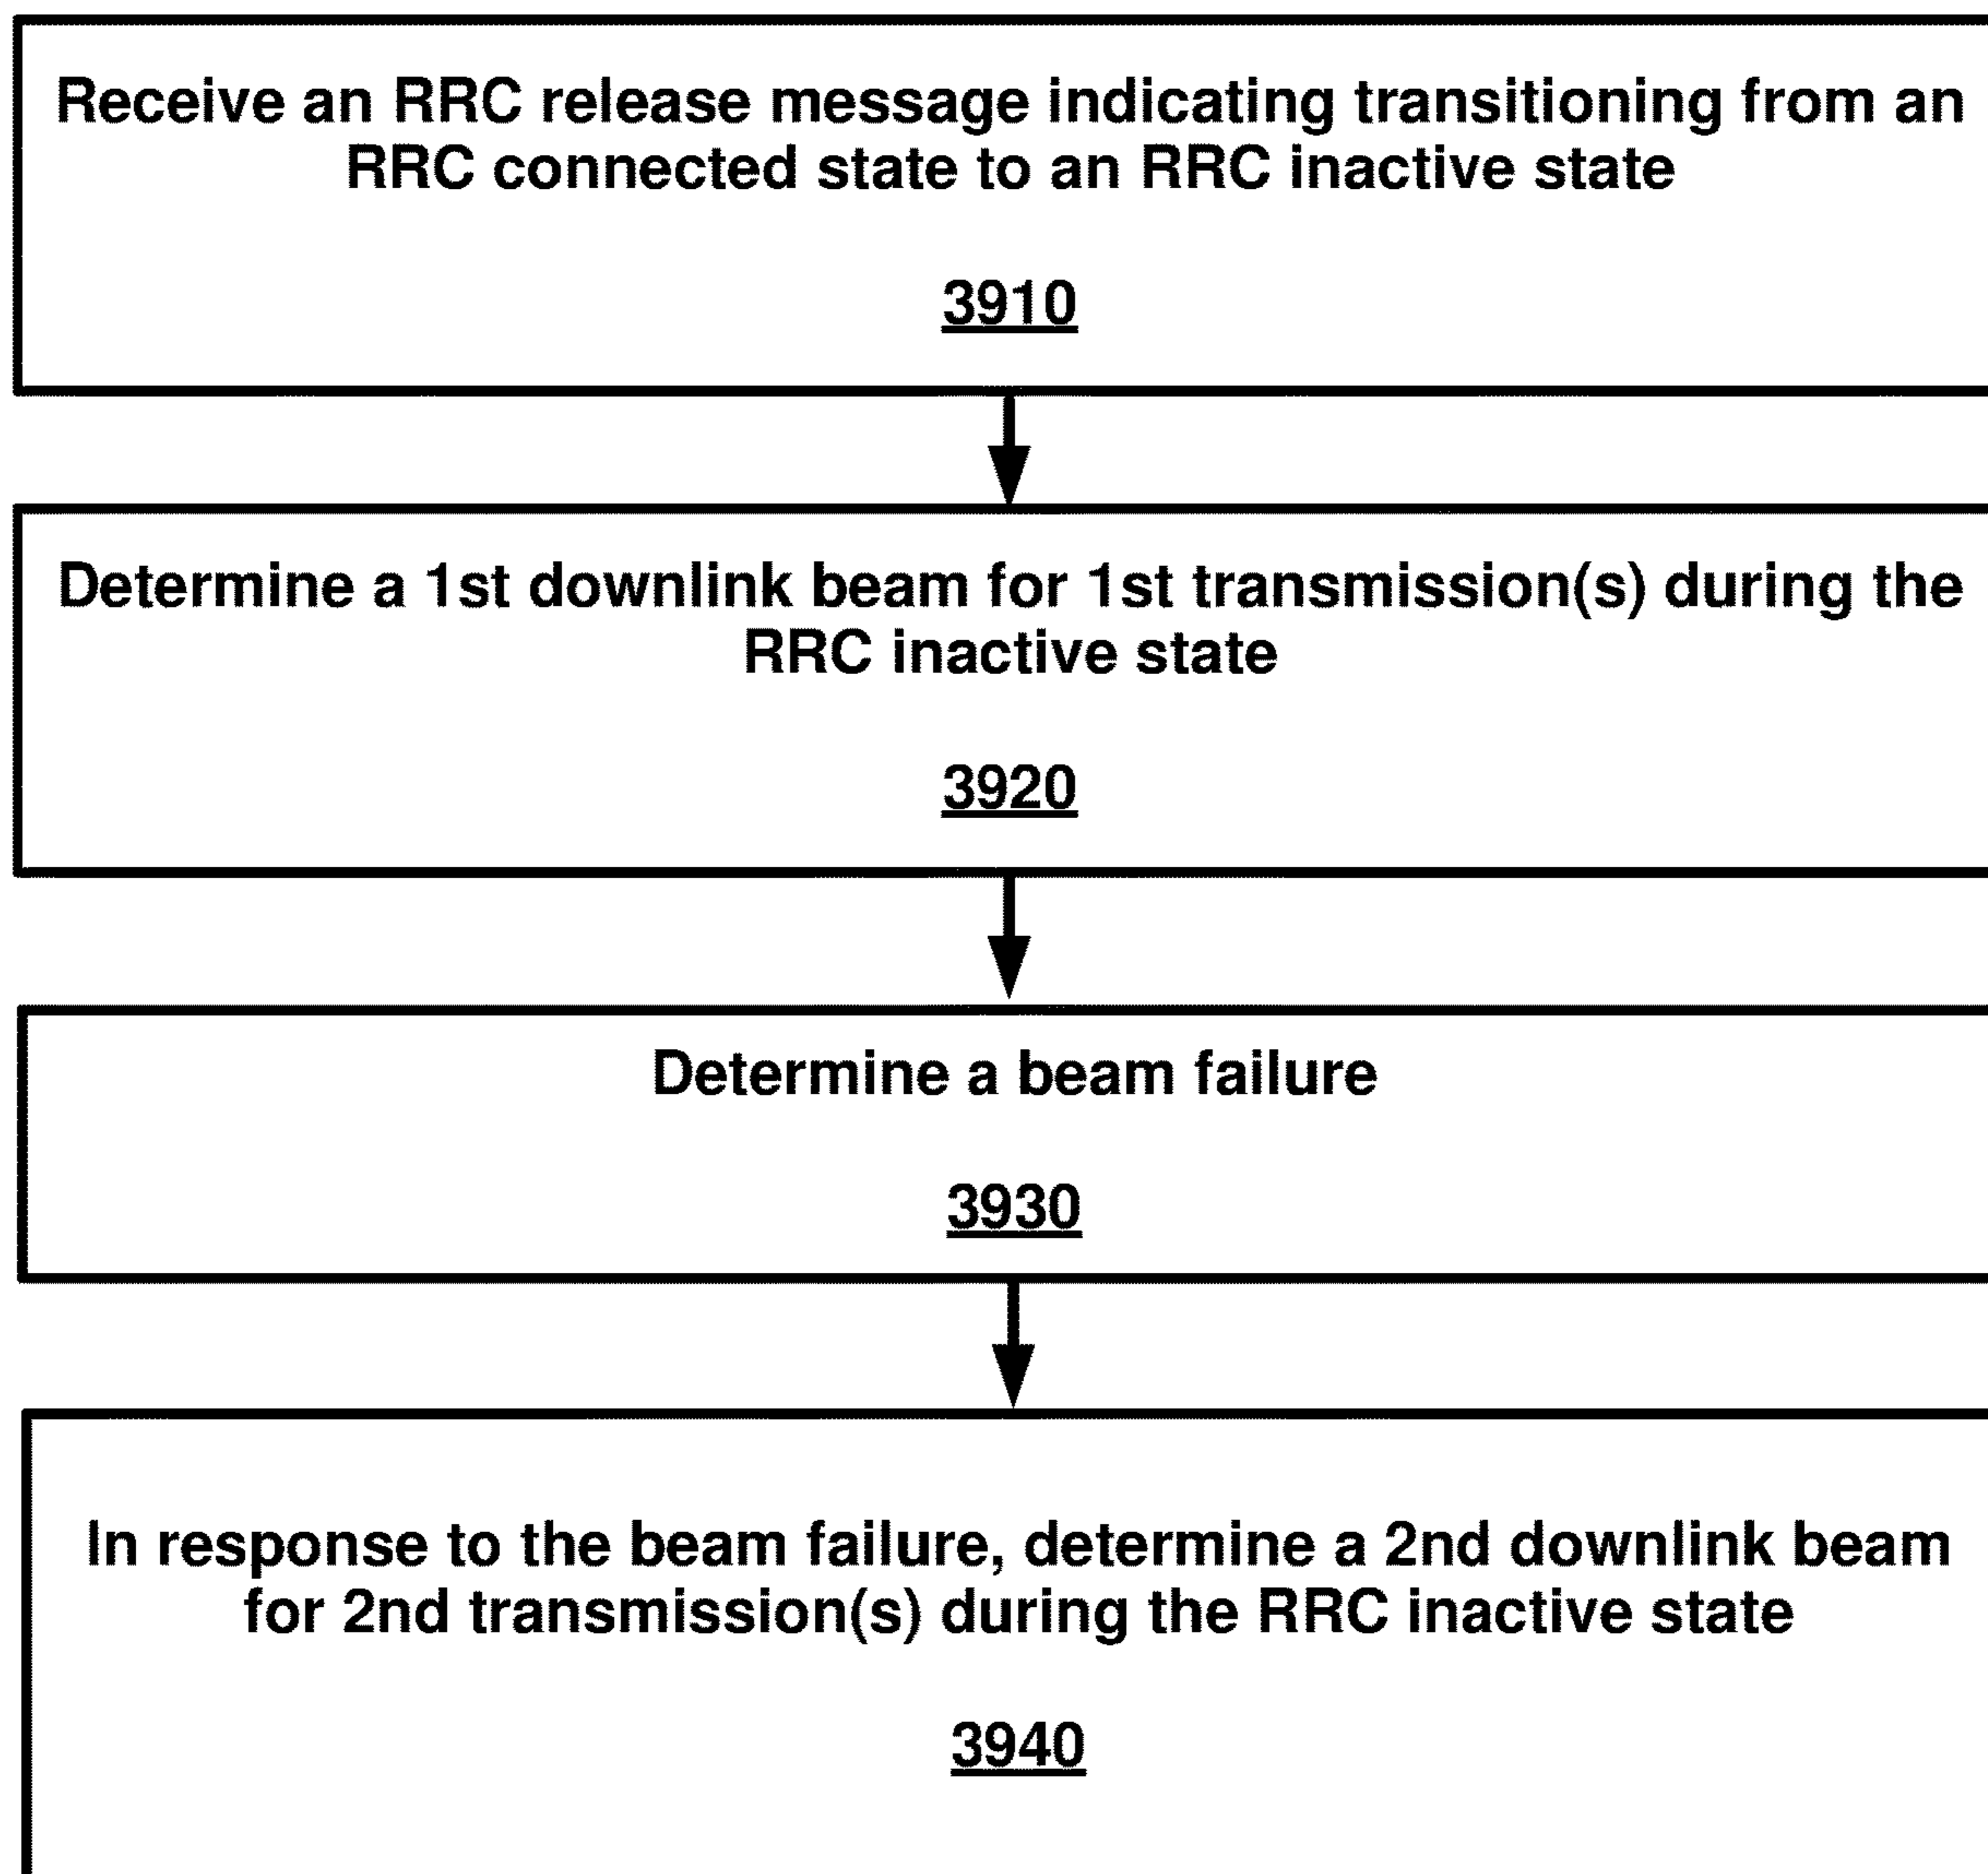 Receive an RRC release message indicating transitioning from an
RRC connected state to an RRC inactive state
3910
Determine a 1st downlink beam for 1st transmission(s) during the
RRC inactive state
3920
Determine a beam failure
3930
In response to the beam failure, determine a 2nd downlink beam
for 2nd transmission(s) during the RRC inactive state
3940